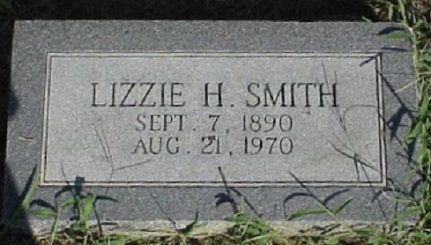 LIZZIE H. SMITH
SEPT. 7, 1890
AUG. 21, 1970